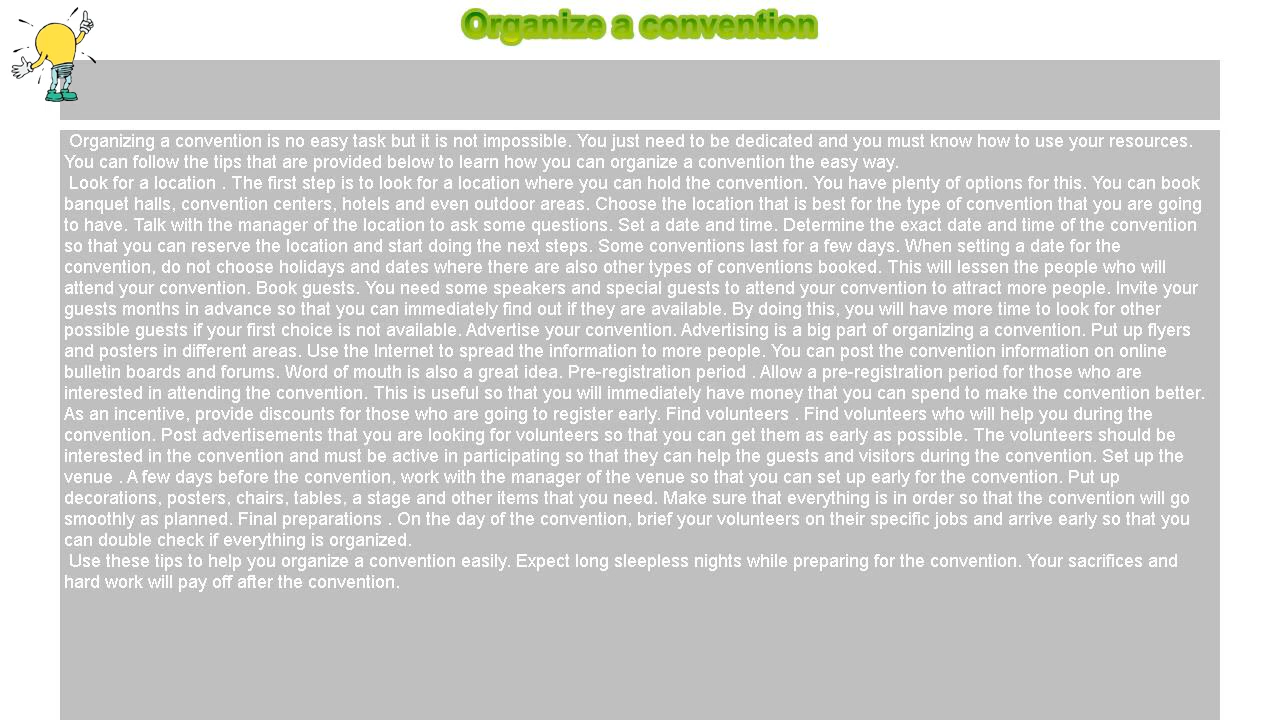 Organize a convention
Organizing a convention is no easy task but it is not impossible. You just need to be dedicated and you must know how to use your resources.
You can follow the tips that are provided below to learn how you can organize a convention the easy way.
Look for a location . The first step is to look for a location where you can hold the convention. You have plenty of options for this. You can book
banquet halls, convention centers, hotels and even outdoor areas. Choose the location that is best for the type of convention that you are going
to have. Talk with the manager of the location to ask some questions. Set a date and time. Determine the exact date and time of the convention
so that you can reserve the location and start doing the next steps. Some conventions last for a few days. When setting a date for the
convention, do not choose holidays and dates where there are also other types of conventions booked. This will lessen the people who will
attend your convention. Book guests. You need some speakers and special guests to attend your convention to attract more people. Invite your
guests months in advance so that you can immediately find out if they are available. By doing this, you will have more time to look for other
possible guests if your first choice is not available. Advertise your convention. Advertising is a big part of organizing a convention. Put up flyers
and posters in different areas. Use the Internet to spread the information to more people. You can post the convention information on online
bulletin boards and forums. Word of mouth is also a great idea. Pre-registration period . Allow a pre-registration period for those who are
interested in attending the convention. This is useful so that you will immediately have money that you can spend to make the convention better.
As an incentive, provide discounts for those who are going to register early. Find volunteers . Find volunteers who will help you during the
convention. Post advertisements that you are looking for volunteers so that you can get them as early as possible. The volunteers should be
interested in the convention and must be active in participating so that they can help the guests and visitors during the convention. Set up the
venue . A few days before the convention, work with the manager of the venue so that you can set up early for the convention. Put up
decorations, posters, chairs, tables, a stage and other items that you need. Make sure that everything is in order so that the convention will go
smoothly as planned. Final preparations . On the day of the convention, brief your volunteers on their specific jobs and arrive early so that you
can double check if everything is organized.
Use these tips to help you organize a convention easily. Expect long sleepless nights while preparing for the convention. Your sacrifices and
hard work will pay off after the convention.